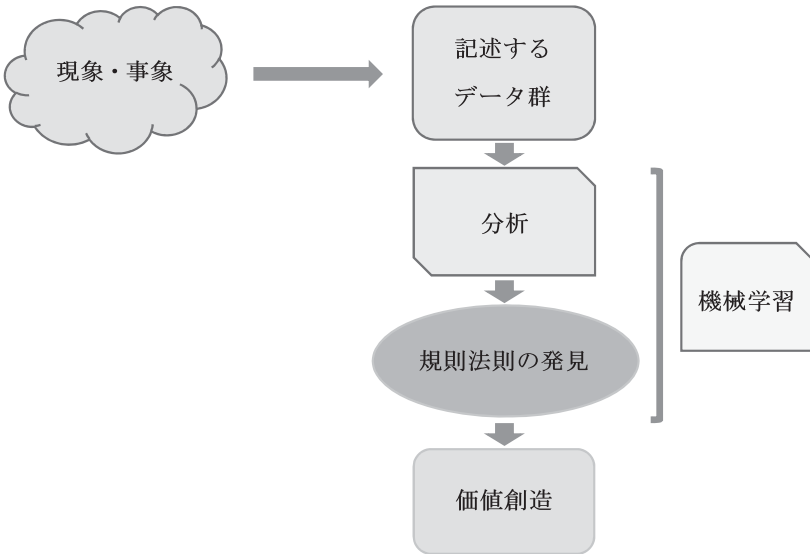 現象・事象
記述する
データ群
分析
規則法則の発見
機械学習
価値創造